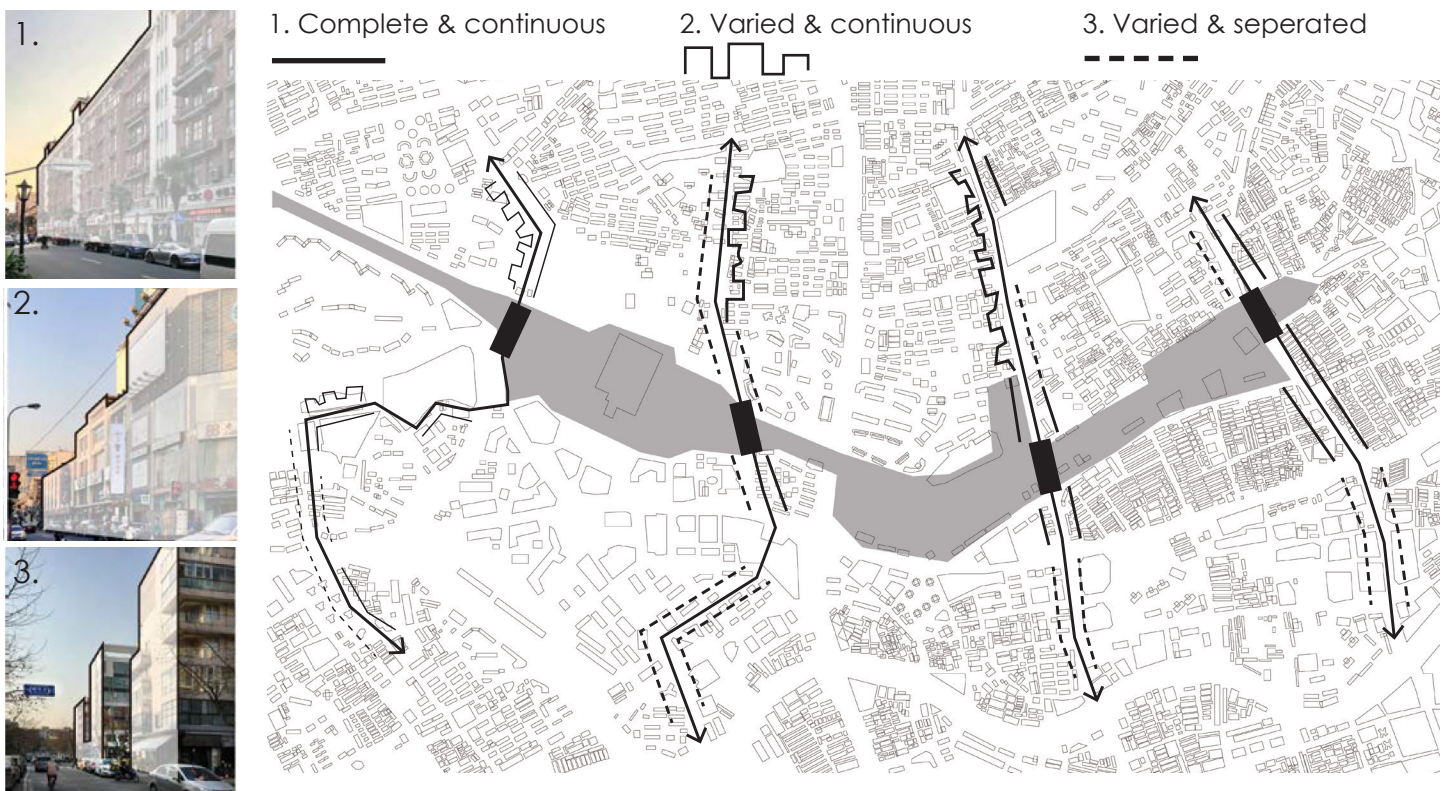 1.
2.
3.
1. Complete & continuous
2. Varied & continuous
3. Varied & seperated